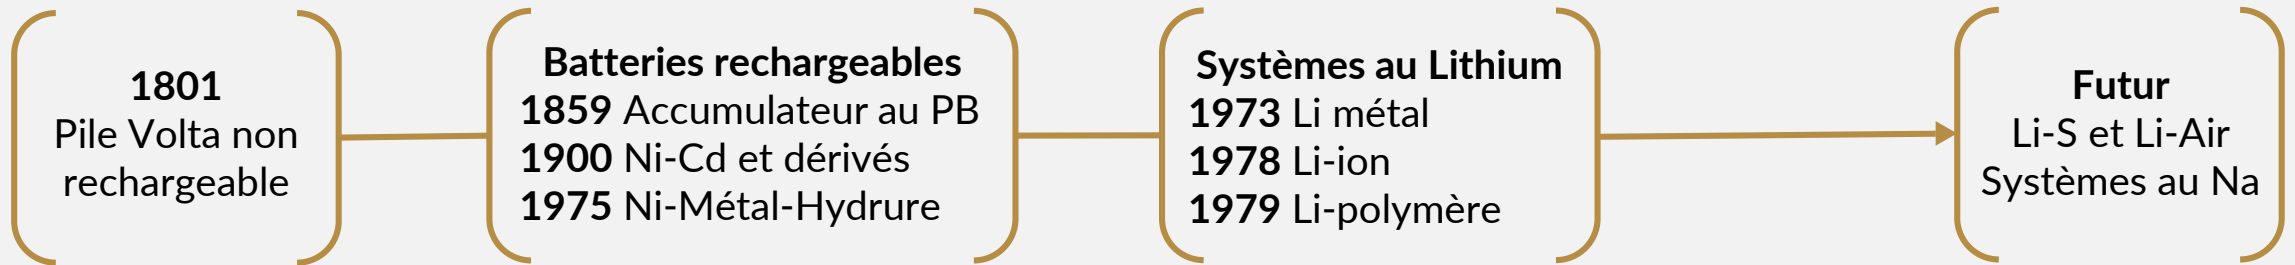 1801
Pile Volta non
rechargeable
Batteries rechargeables
1859 Accumulateur au PB
1900 Ni-Cd et dérivés
1975 Ni-Métal-Hydrure
Systèmes au Lithium
1973 Li métal
1978 Li-ion
1979 Li-polymère
Futur
Li-S et Li-Air
Systèmes au Na